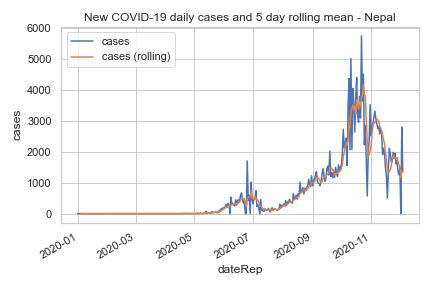 New COVID-19 daily cases and 5 day rolling mean - Nepal
cases
cases (rolling)
6000
5000
4000
3000
2000
1000
0
cases
2020-01
2020-03
2020-05
2020-07
2020-09
2020-11
dateRep